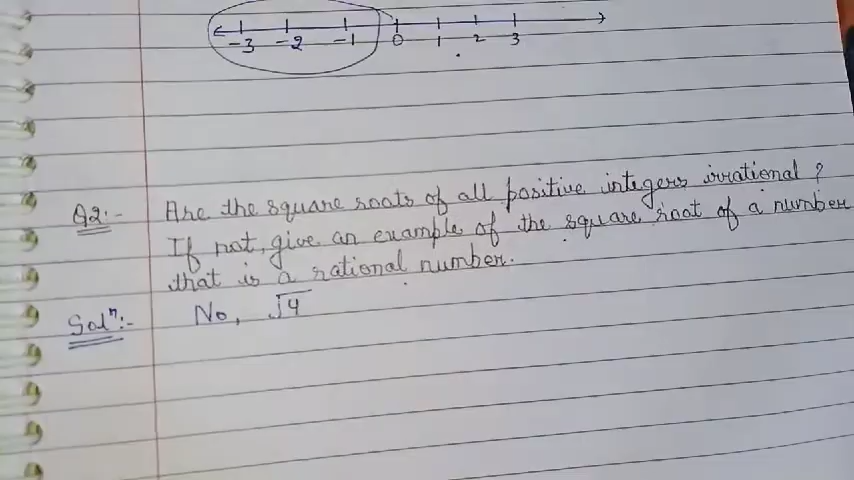 -3 -2 -1 0 1 2 3
Q2:- Are the square roots of all positive integers irrational ?
If not, give an example of the square root of a number
that is a rational number.
Solⁿ:- No, √4